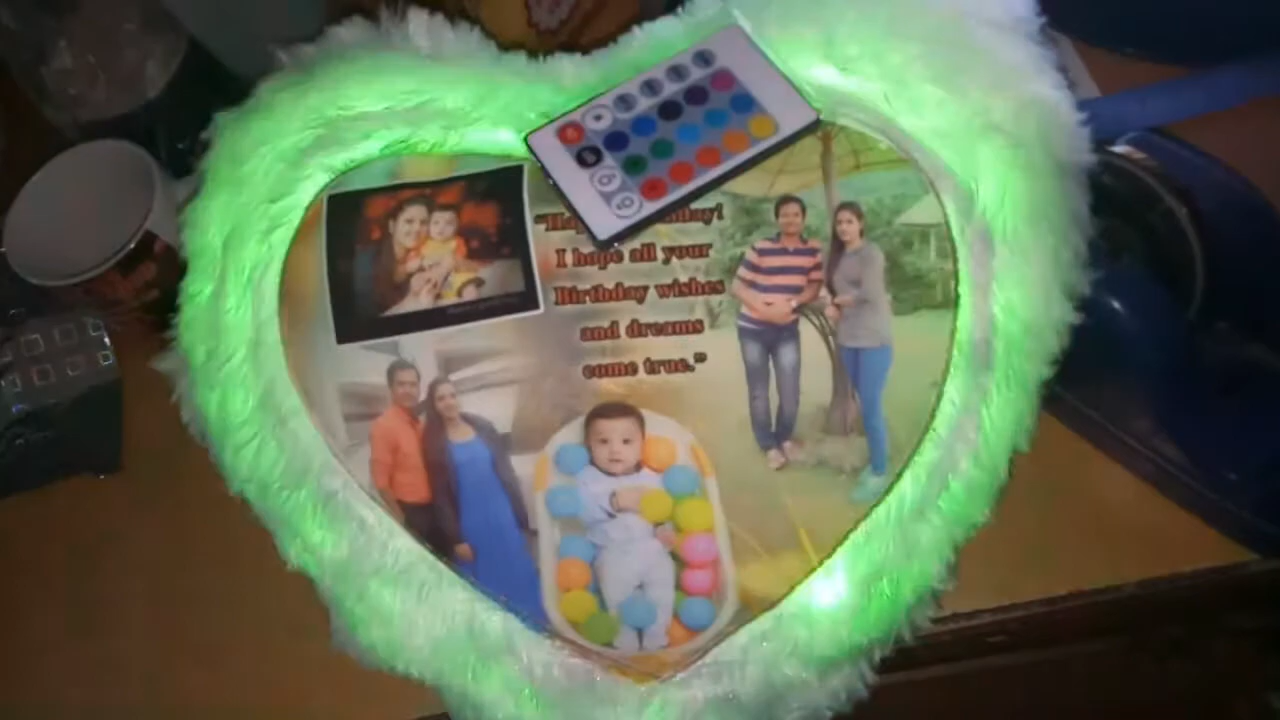 I hope all your
Birthday wishes
and dreams
come true.”